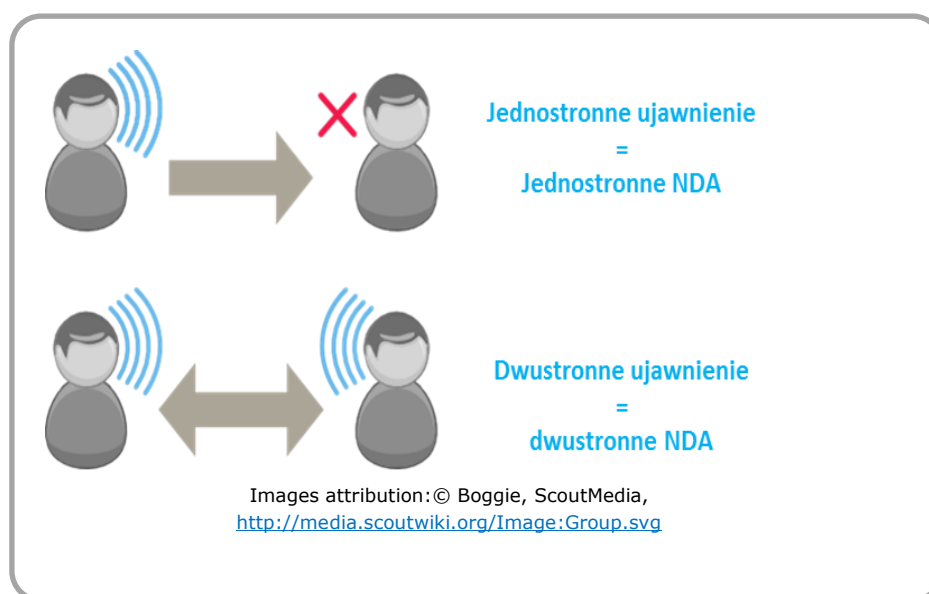 Jednostronne ujawnienie
=
Jednostronne NDA
Dwustronne ujawnienie
=
dwustronne NDA
Images attribution:© Boggie, ScoutMedia,
http://media.scoutwiki.org/Image:Group.svg